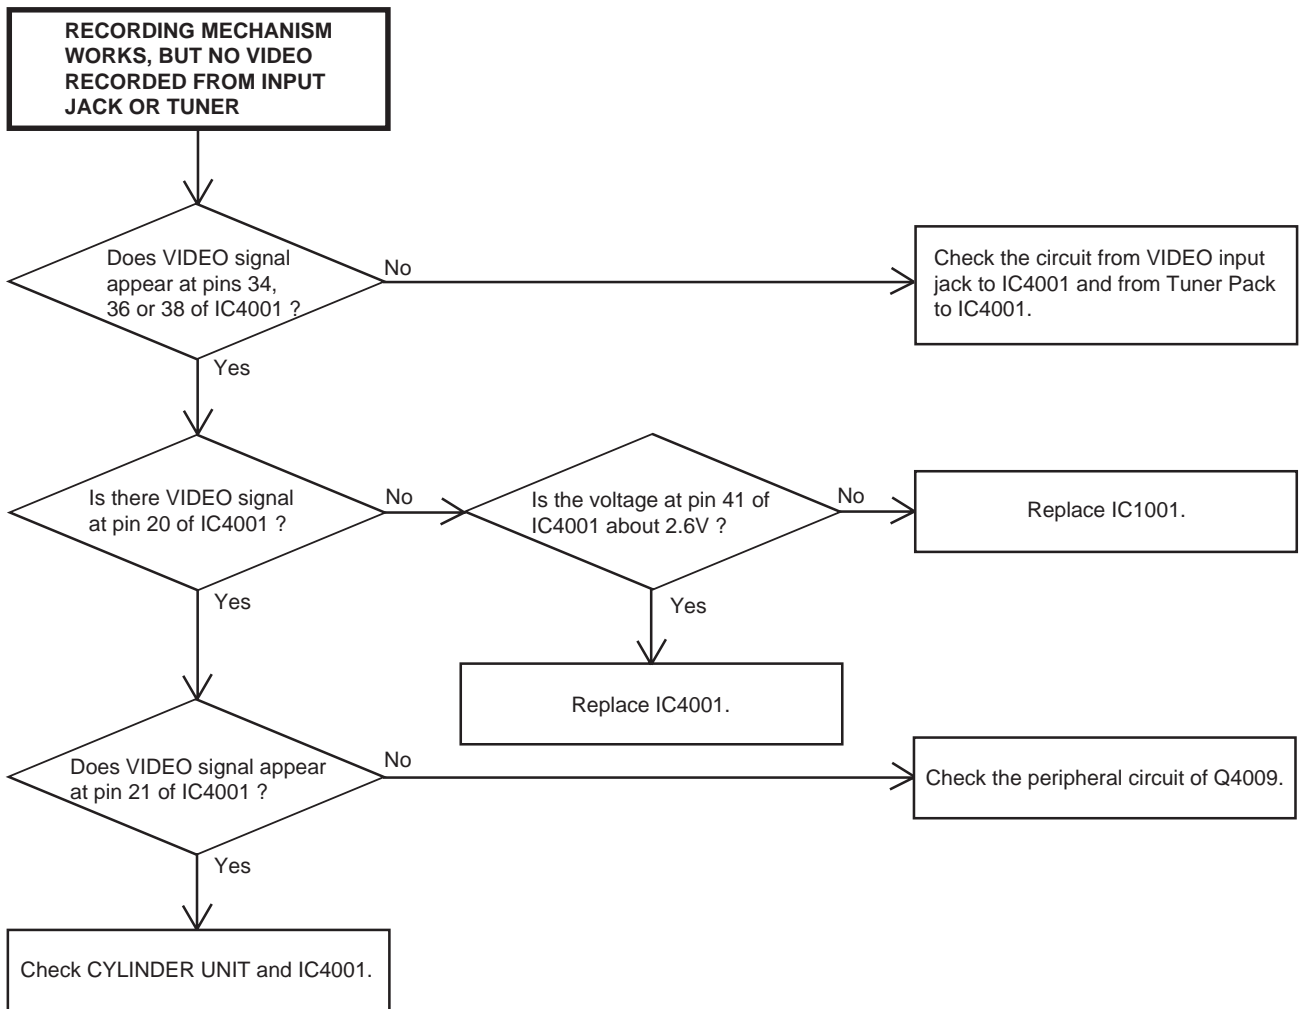 RECORDING MECHANISM
WORKS, BUT NO VIDEO
RECORDED FROM INPUT
JACK OR TUNER
Does VIDEO signal
appear at pins 34,
36 or 38 of IC4001 ?
No
Check the circuit from VIDEO input
jack to IC4001 and from Tuner Pack
to IC4001.
Yes
Is there VIDEO signal
at pin 20 of IC4001 ?
No
Is the voltage at pin 41 of
IC4001 about 2.6V ?
No
Replace IC1001.
Yes
Yes
Replace IC4001.
Does VIDEO signal appear
at pin 21 of IC4001 ?
No
Check the peripheral circuit of Q4009.
Yes
Check CYLINDER UNIT and IC4001.